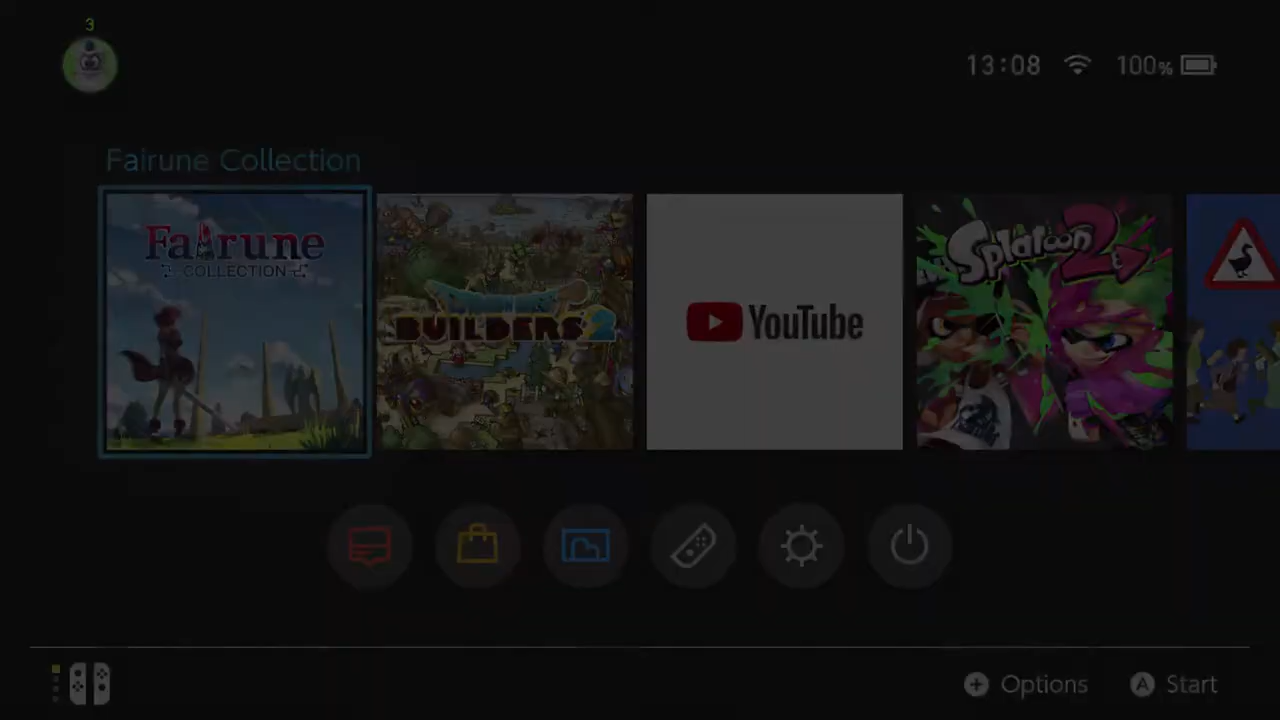 3
13:08 100%
Fairune Collection
Fairune
COLLECTION
BUILDERS 2
YouTube
Splatoon 2
Options Start